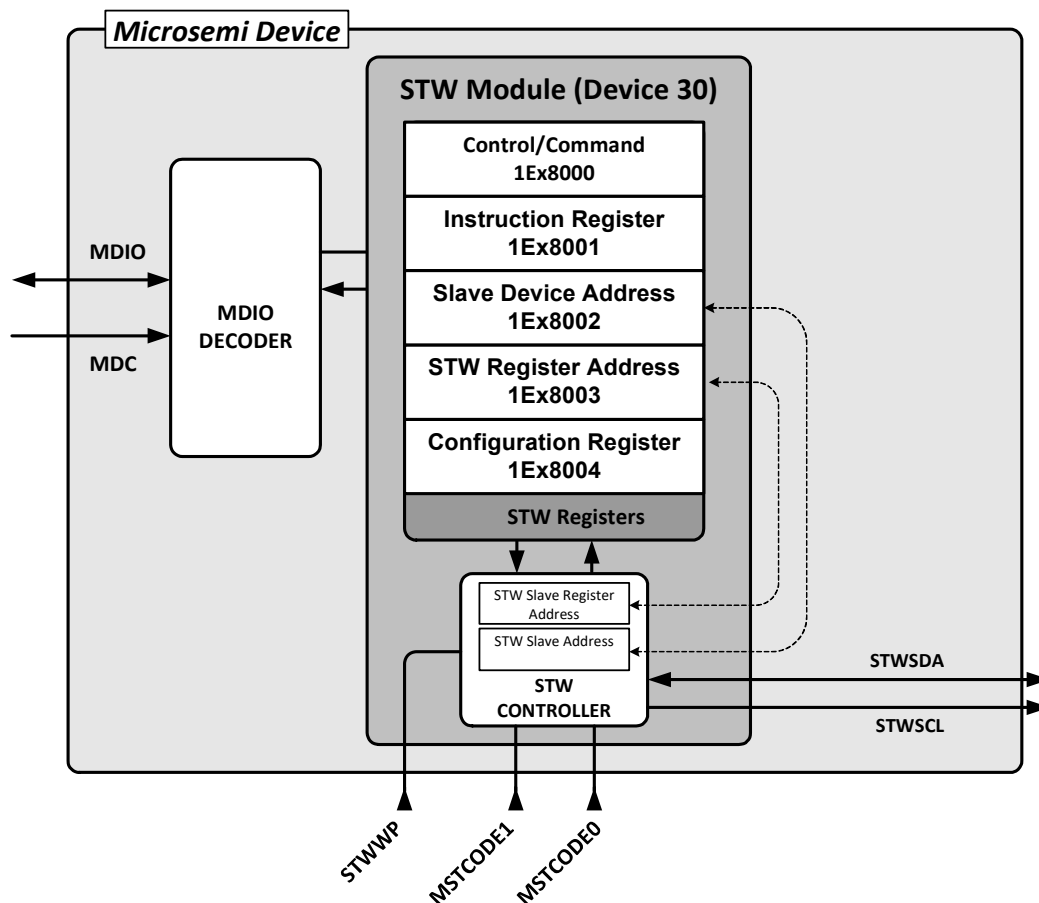 Microsemi Device
STW Module (Device 30)
Control/Command
1Ex8000
Instruction Register
1Ex8001
Slave Device Address
1Ex8002
STW Register Address
1Ex8003
Configuration Register
1Ex8004
STW Registers
MDIO
MDC
MDIO
DECODER
STW Slave Register
Address
STW Slave Address
STW
CONTROLLER
STWSDA
STWSCL
STWWP
MSTCODE1
MSTCODE0